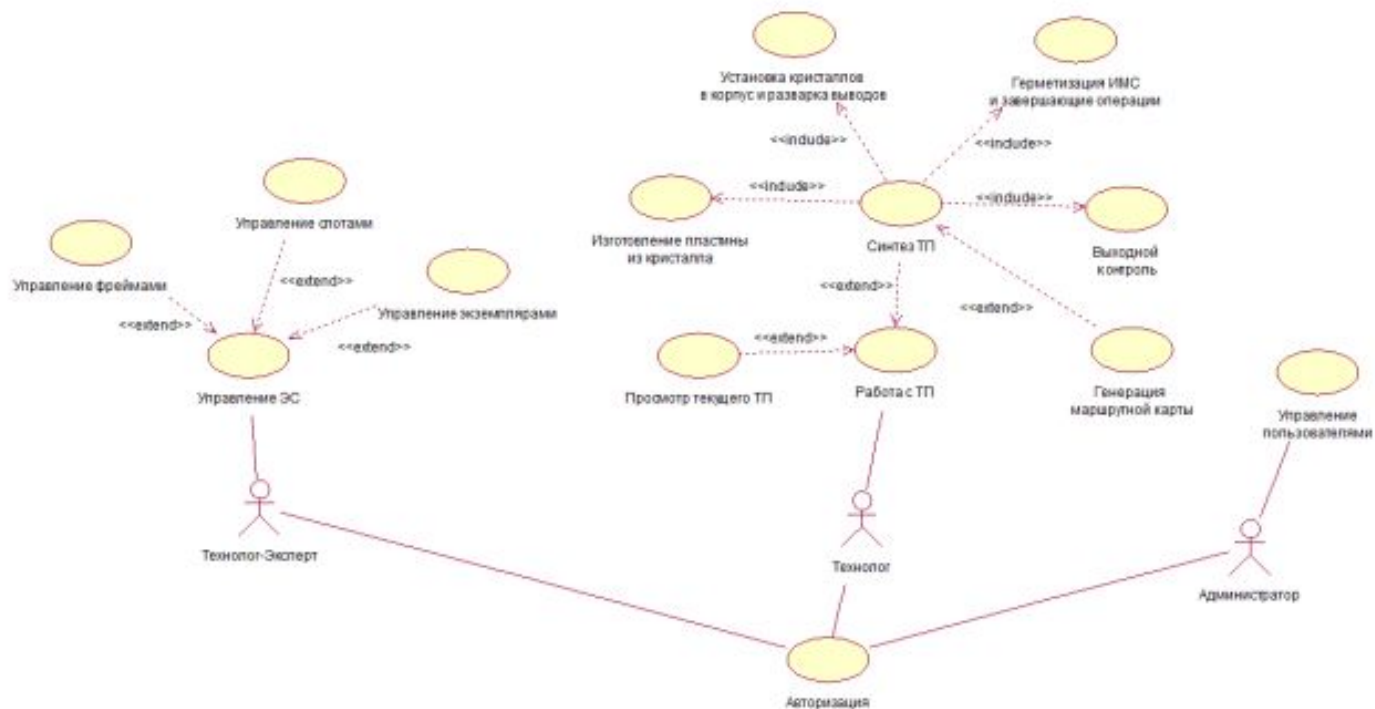 Установка кристаллов
в корпус и разварка выводов
Герметизация ИМС
и завершающие операции
<<include>>
<<include>>
<<include>>
<<include>>
Изготовление пластины
из кристалла
Синтез ТП
Выходной
контроль
Управление слотами
Управление фреймами
Управление экземплярами
<<extend>>
<<extend>>
<<extend>>
<<extend>>
<<extend>>
<<extend>>
Управление ЭС
Просмотр текущего ТП
Работа с ТП
Генерация
маршрутной карты
Управление
пользователями
Технолог-Эксперт
Технолог
Администратор
Авторизация